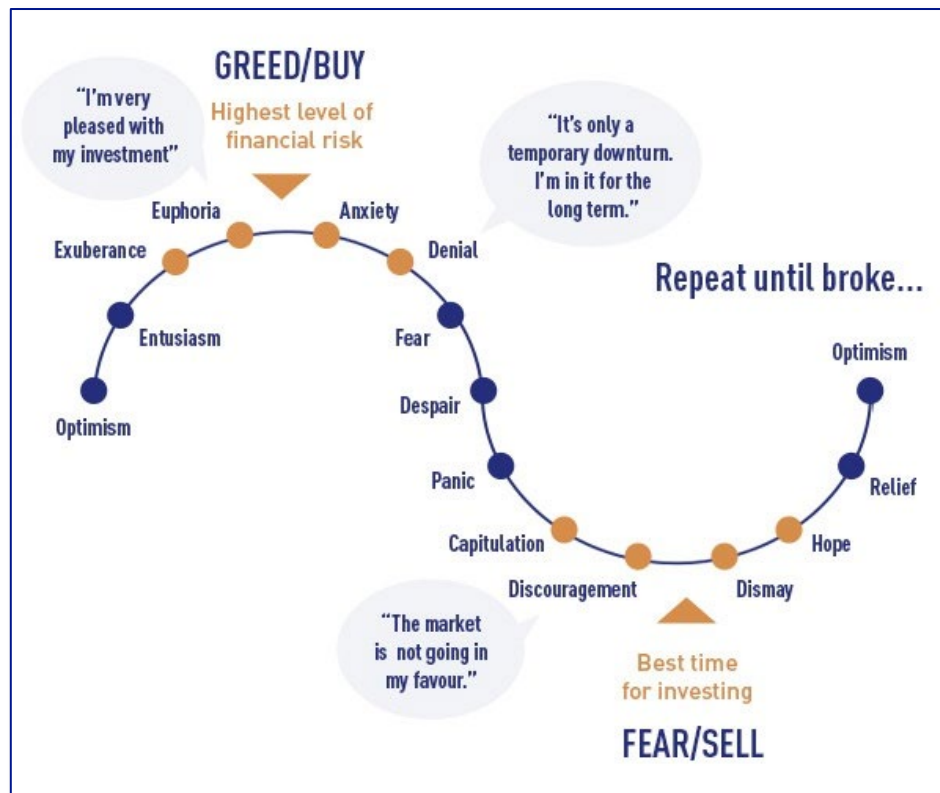 GREED/BUY
Highest level of
financial risk
“I’m very
pleased with
my investment”
“It’s only a
temporary downturn.
I’m in it for the
long term.”
Euphoria
Anxiety
Exuberance
Denial
Repeat until broke...
Entusiasm
Fear
Optimism
Optimism
Despair
Panic
Relief
Capitulation
Hope
Discouragement
Dismay
“The market
is not going in
my favour.”
Best time
for investing
FEAR/SELL